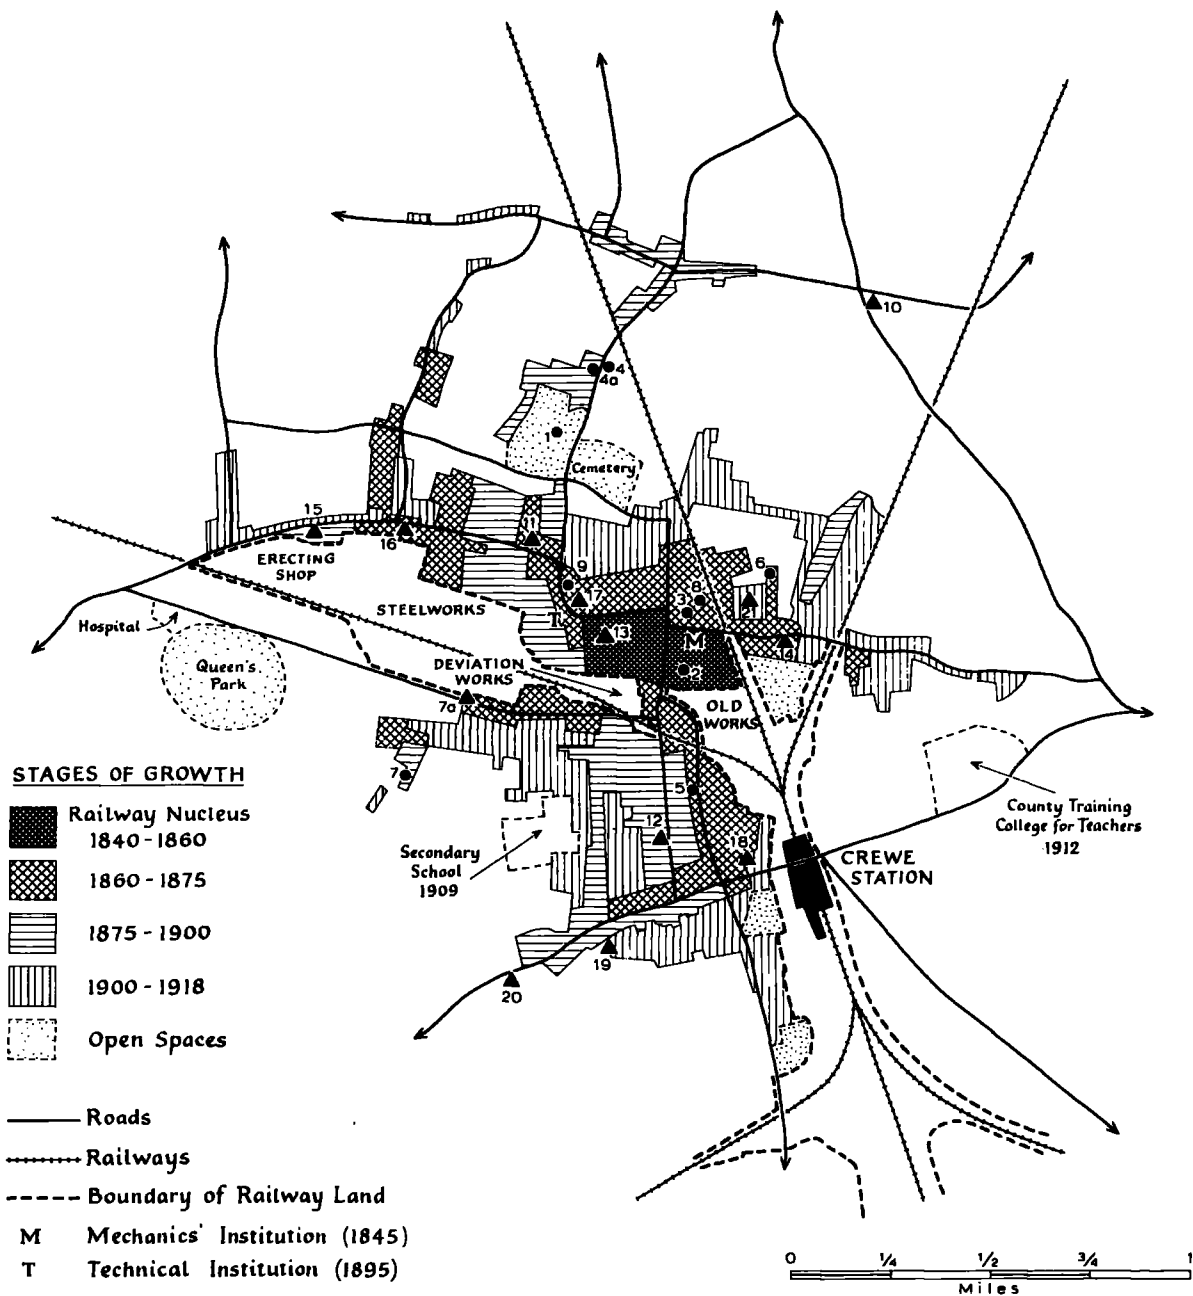 10
4
4a
1
Cemetery
15
16
11
ERECTING
SHOP
9
17
6
8
3
21
STEELWORKS
T
13
M
14
2
Hospital
Queen's
Park
DEVIATION
WORKS
7a
OLD
WORKS
7
5
12
18
Secondary
School
1909
County Training
College for Teachers
1912
CREWE
STATION
19
20
STAGES OF GROWTH
Railway Nucleus
1840-1860
1860-1875
1875-1900
1900-1918
Open Spaces
Roads
Railways
Boundary of Railway Land
M Mechanics' Institution (1845)
T Technical Institution (1895)
0 1/4 1/2 3/4 1
Miles